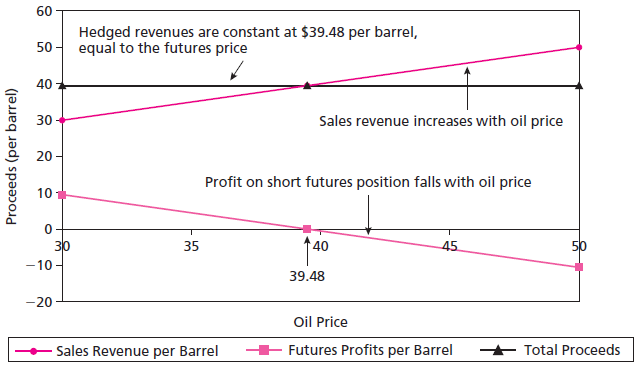 60
Hedged revenues are constant at $39.48 per barrel,
equal to the futures price
50
40
30
Sales revenue increases with oil price
20
Profit on short futures position falls with oil price
10
0
30 35 40 45 50
−10
39.48
−20
Proceeds (per barrel)
Oil Price
Sales Revenue per Barrel Futures Profits per Barrel Total Proceeds